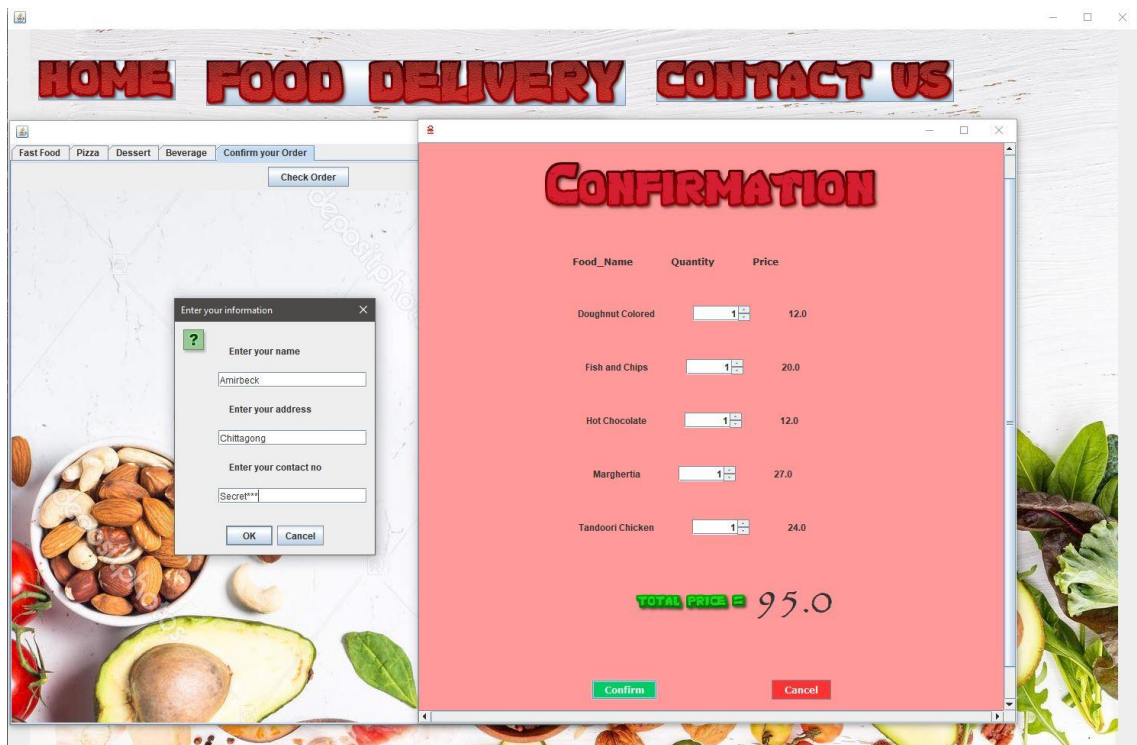 HOME FOOD DELIVERY CONTACT US
Fast Food Pizza Dessert Beverage Confirm your Order
Check Order
depositphotos
Enter your information
?
Enter your name
Amirbeck
Enter your address
Chittagong
Enter your contact no
Secret***
OK Cancel
depositphotos
CONFIRMATION
Food_Name Quantity Price
Doughnut Colored 1 12.0
Fish and Chips 1 20.0
Hot Chocolate 1 12.0
Marghertia 1 27.0
Tandoori Chicken 1 24.0
TOTAL PRICE = 95.0
Confirm Cancel